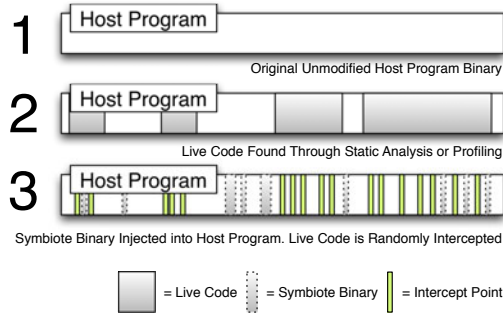 1
Host Program
Original Unmodified Host Program Binary
2
Host Program
Live Code Found Through Static Analysis or Profiling
3
Host Program
Symbiote Binary Injected into Host Program. Live Code is Randomly Intercepted
= Live Code = Symbiote Binary = Intercept Point